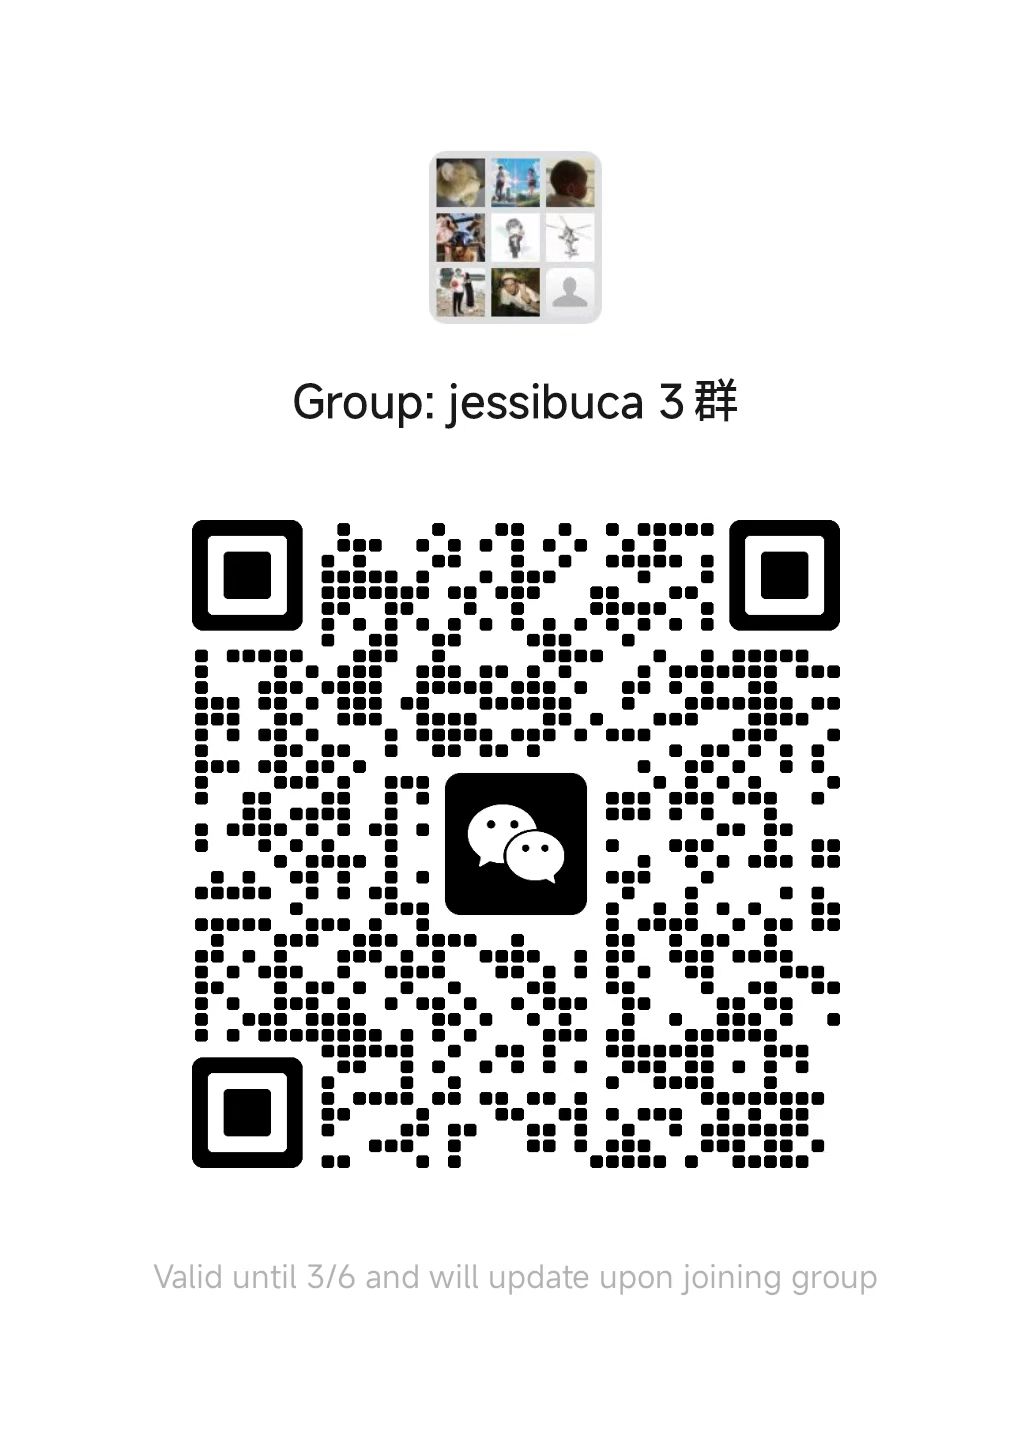 Group: jessibuca 3 群
Valid until 3/6 and will update upon joining group